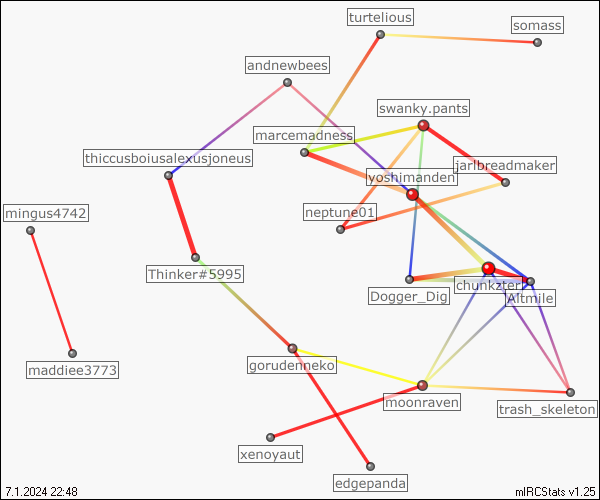 turtelious
somass
andnewbees
swanky.pants
marcemadness
thiccusboiusalexusjoneus
jarlbreadmaker
yoshimanden
mingus4742
neptune01
Thinker#5995
chunkzter
Dogger_Dig
Altmile
gorudenneko
maddiee3773
moonraven
trash_skeleton
xenoyaut
edgepanda
7.1.2024 22:48
mIRCStats v1.25